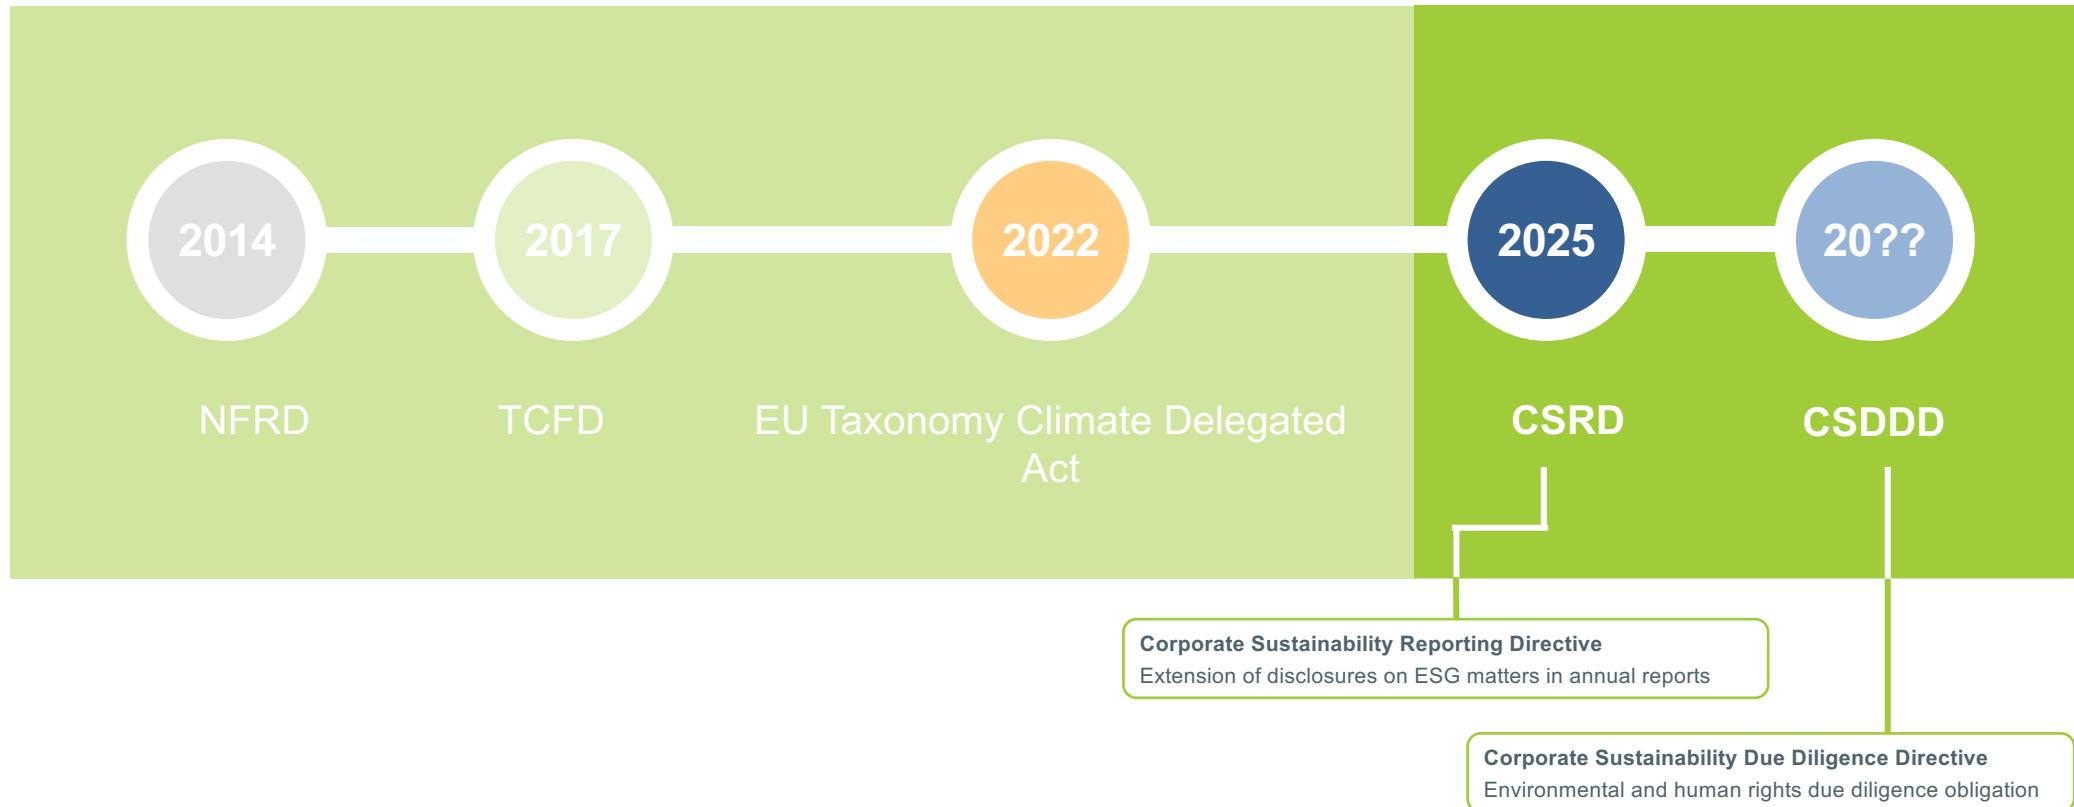 2014
2017
2022
2025
20??
NFRD
TCFD
EU Taxonomy Climate Delegated
Act
CSRD
CSDDD
Corporate Sustainability Reporting Directive
Extension of disclosures on ESG matters in annual reports
Corporate Sustainability Due Diligence Directive
Environmental and human rights due diligence obligation